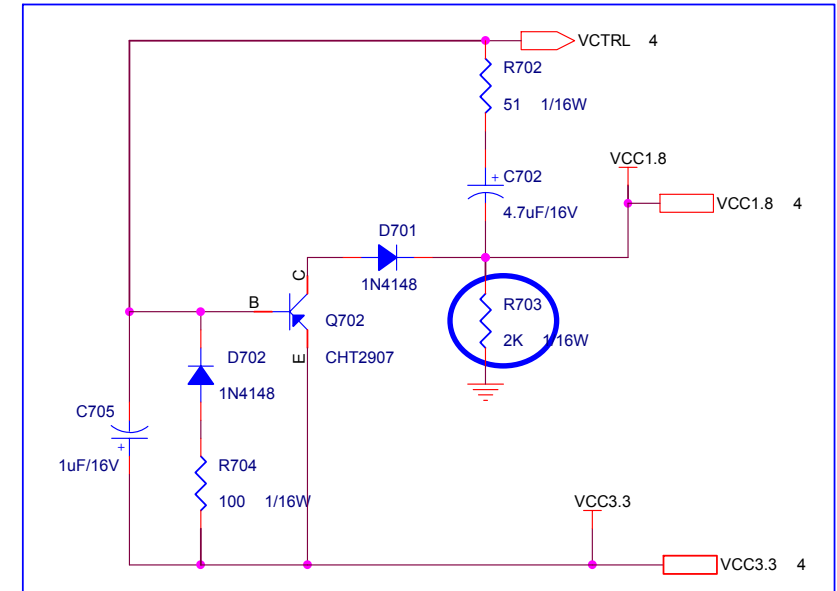 VCTRL 4
R702
51 1/16W
VCC1.8
+ C702
VCC1.8 4
4.7uF/16V
D701
1N4148
C
B
R703
Q702
2K 1/16W
D702
E
CHT2907
1N4148
C705
+
1uF/16V
R704
100 1/16W
VCC3.3
VCC3.3 4